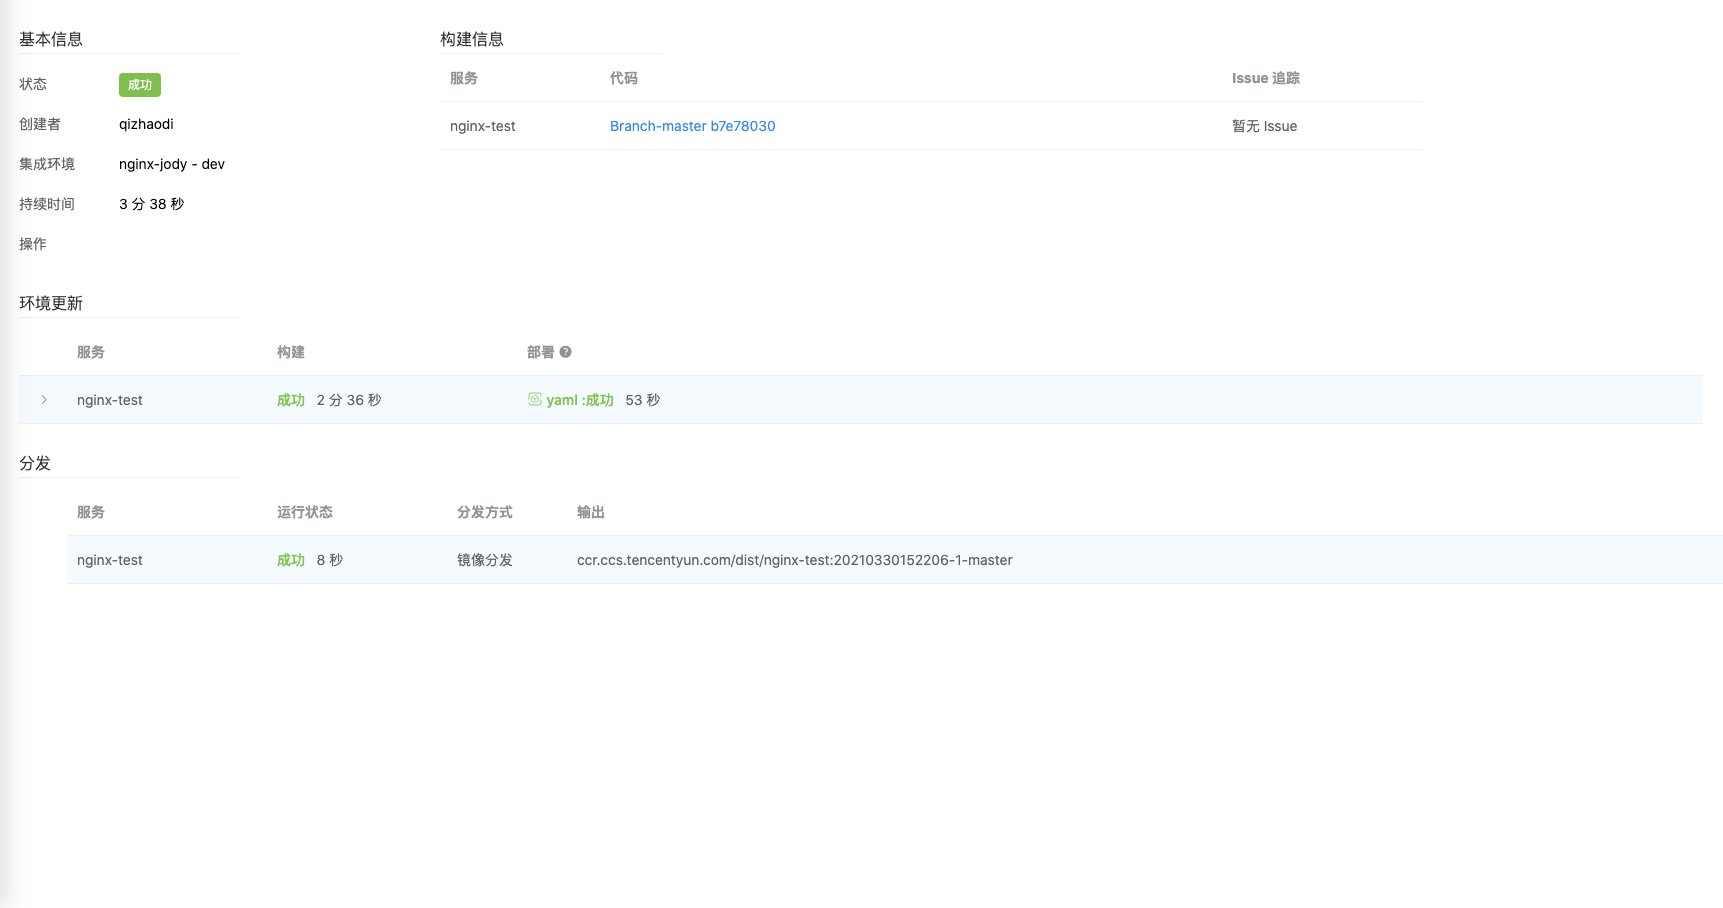 基本信息
状态 成功
创建者 qizhaodi
集成环境 nginx-jody - dev
持续时间 3 分 38 秒
操作
构建信息
服务 代码 Issue 追踪
nginx-test Branch-master b7e78030 暂无 Issue
环境更新
服务 构建 部署 ?
nginx-test 成功 2 分 36 秒 yaml :成功 53 秒
分发
服务 运行状态 分发方式 输出
nginx-test 成功 8 秒 镜像分发 ccr.ccs.tencentyun.com/dist/nginx-test:20210330152206-1-master